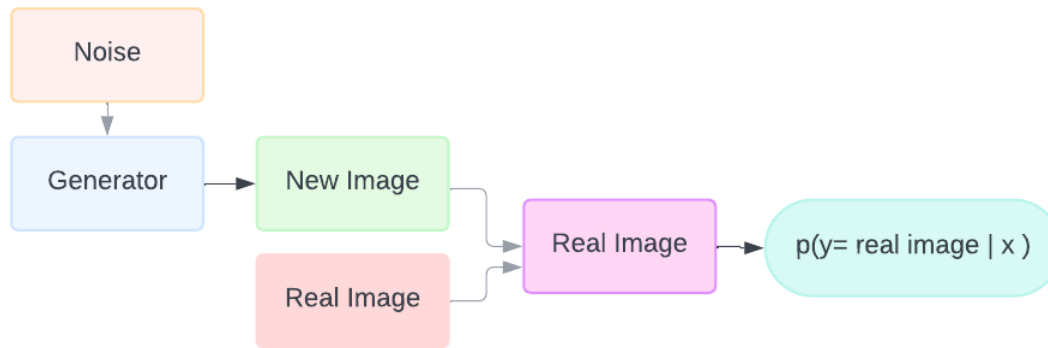 Noise
Generator
New Image
Real Image
Real Image
p(y= real image | x )